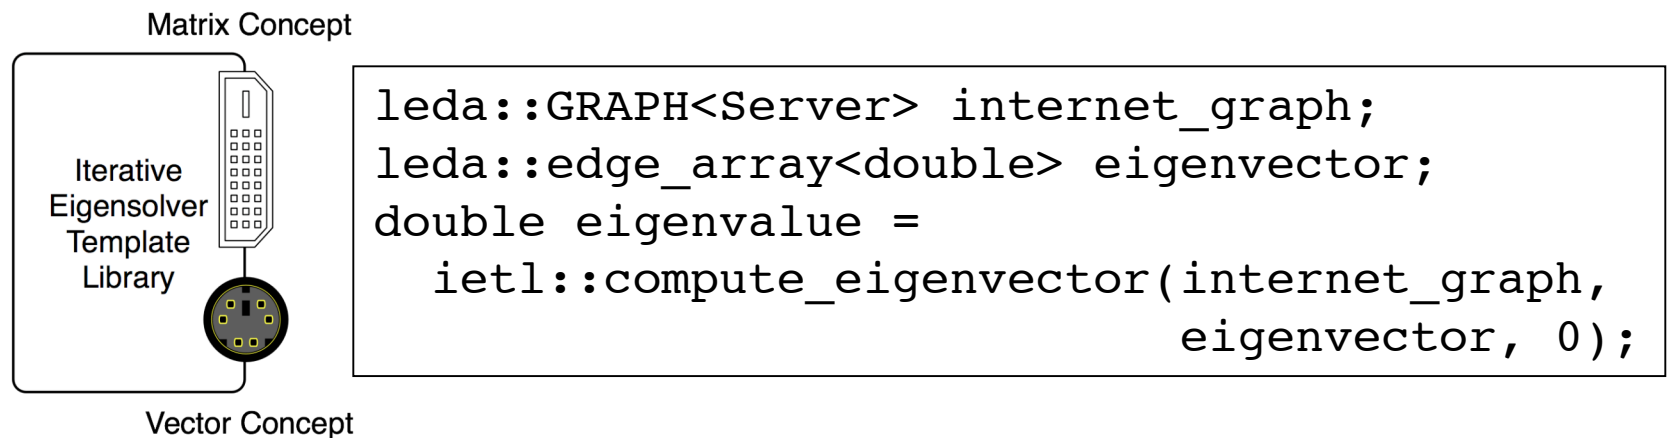 Matrix Concept
Iterative
Eigensolver
Template
Library
Vector Concept
leda::GRAPH<Server> internet_graph;
leda::edge_array<double> eigenvector;
double eigenvalue =
  ietl::compute_eigenvector(internet_graph,
                            eigenvector, 0);